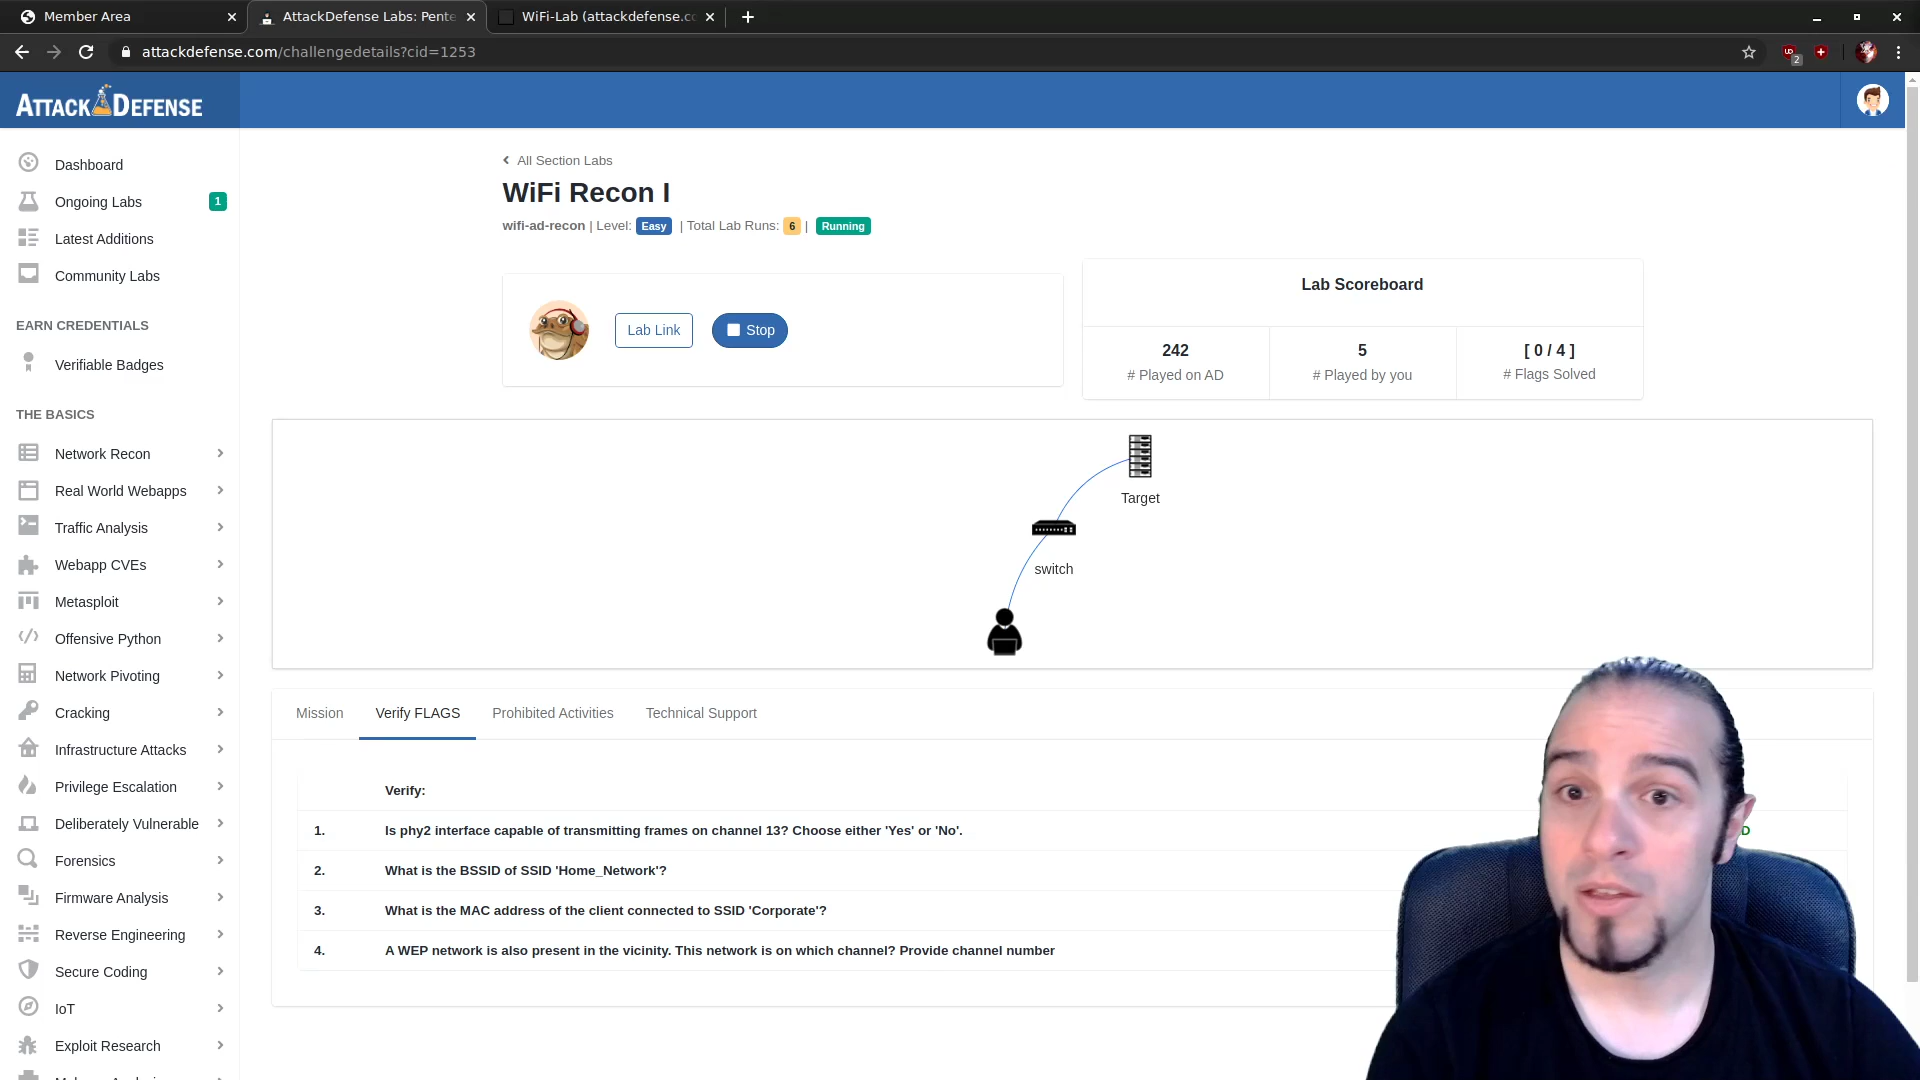 Member Area
AttackDefense Labs: Pente
WiFi-Lab (attackdefense.co
attackdefense.com/challengedetails?cid=1253
2
ATTACK DEFENSE
Dashboard
Ongoing Labs
1
Latest Additions
Community Labs
EARN CREDENTIALS
Verifiable Badges
THE BASICS
Network Recon
Real World Webapps
Traffic Analysis
Webapp CVEs
Metasploit
Offensive Python
Network Pivoting
Cracking
Infrastructure Attacks
Privilege Escalation
Deliberately Vulnerable
Forensics
Firmware Analysis
Reverse Engineering
Secure Coding
IoT
Exploit Research
All Section Labs
WiFi Recon I
wifi-ad-recon | Level: Easy | Total Lab Runs: 6 | Running
Lab Link
Stop
Lab Scoreboard
242
# Played on AD
5
# Played by you
[ 0 / 4 ]
# Flags Solved
Target
switch
Mission
Verify FLAGS
Prohibited Activities
Technical Support
Verify:
1. Is phy2 interface capable of transmitting frames on channel 13? Choose either 'Yes' or 'No'.
D
2. What is the BSSID of SSID 'Home_Network'?
3. What is the MAC address of the client connected to SSID 'Corporate'?
4. A WEP network is also present in the vicinity. This network is on which channel? Provide channel number